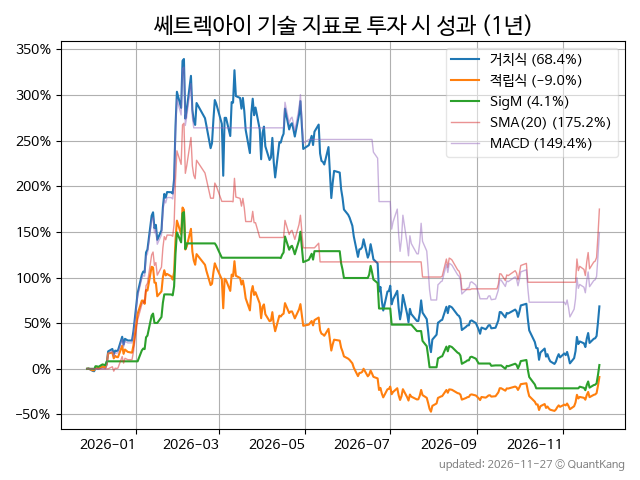 쎄트렉아이 기술 지표로 투자 시 성과 (1년)
350%
300%
250%
200%
150%
100%
50%
0%
−50%
거치식 (68.4%)
적립식 (−9.0%)
SigM (4.1%)
SMA(20) (175.2%)
MACD (149.4%)
2026-01
2026-03
2026-05
2026-07
2026-09
2026-11
updated: 2026-11-27 © QuantKang